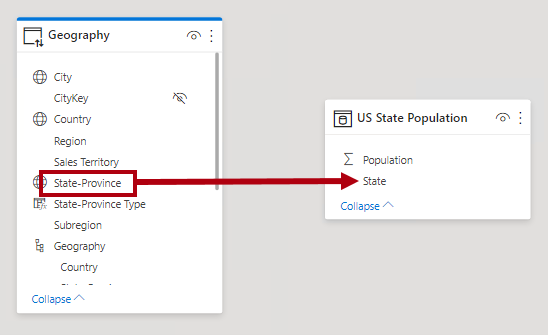 Geography
City
CityKey
Country
Region
Sales Territory
State-Province
State-Province Type
Subregion
Geography
Country
Collapse
US State Population
Population
State
Collapse